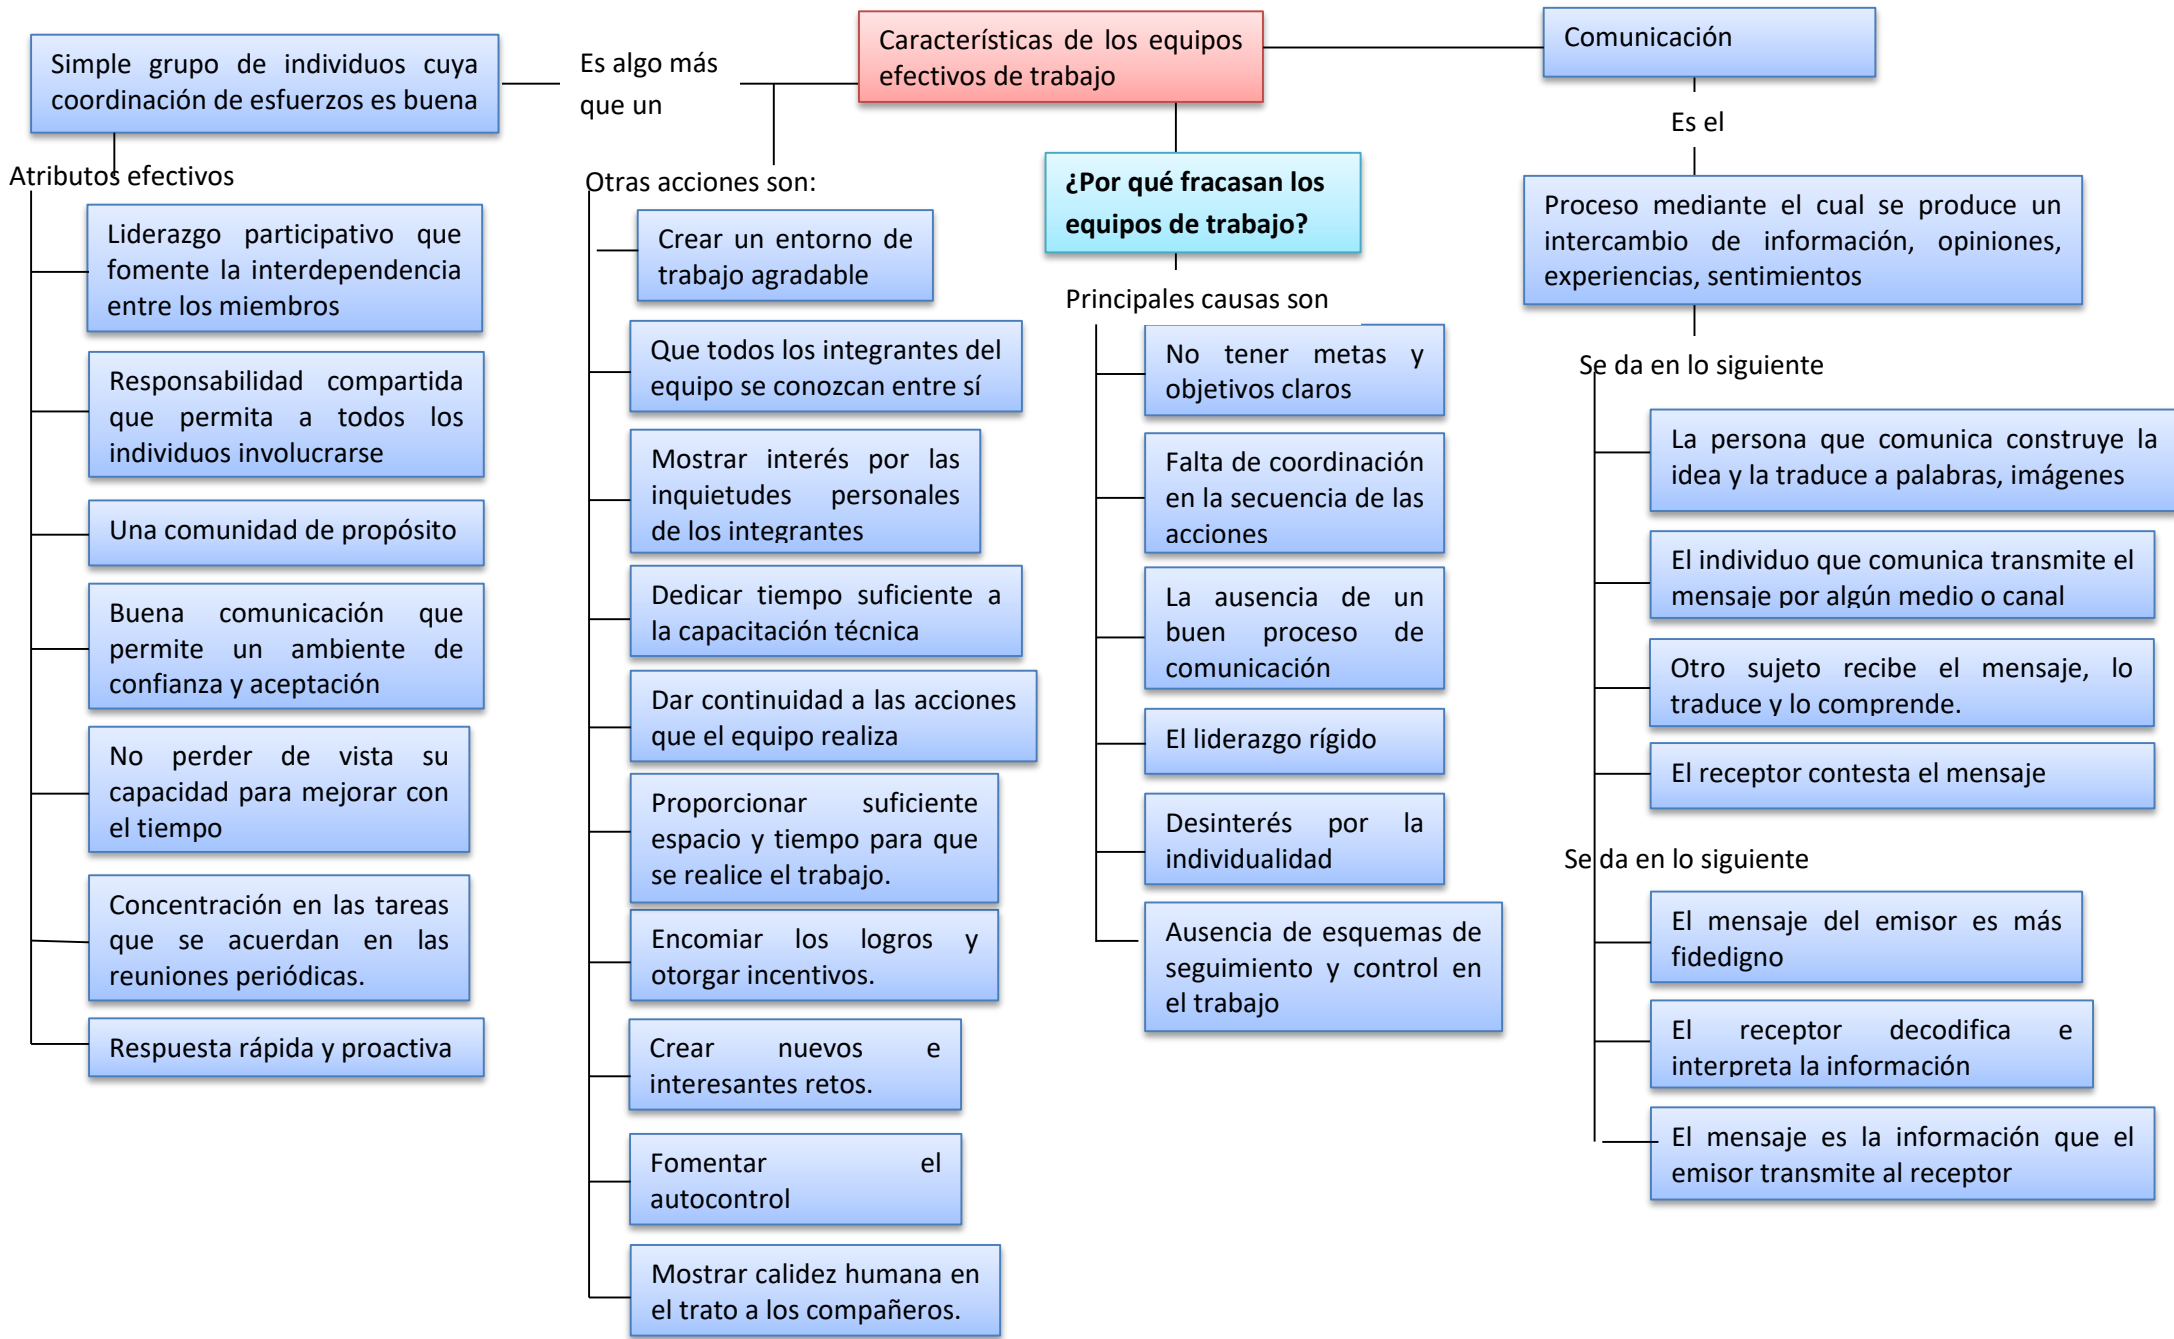 Características de los equipos
efectivos de trabajo
Es algo más
que un
Simple grupo de individuos cuya
coordinación de esfuerzos es buena
Atributos efectivos
Liderazgo participativo que
fomente la interdependencia
entre los miembros
Responsabilidad compartida
que permita a todos los
individuos involucrarse
Una comunidad de propósito
Buena comunicación que
permite un ambiente de
confianza y aceptación
No perder de vista su
capacidad para mejorar con
el tiempo
Concentración en las tareas
que se acuerdan en las
reuniones periódicas.
Respuesta rápida y proactiva
Otras acciones son:
Crear un entorno de
trabajo agradable
Que todos los integrantes del
equipo se conozcan entre sí
Mostrar interés por las
inquietudes personales
de los integrantes
Dedicar tiempo suficiente a
la capacitación técnica
Dar continuidad a las acciones
que el equipo realiza
Proporcionar suficiente
espacio y tiempo para que
se realice el trabajo.
Encomiar los logros y
otorgar incentivos.
Crear nuevos e
interesantes retos.
Fomentar el
autocontrol
Mostrar calidez humana en
el trato a los compañeros.
¿Por qué fracasan los
equipos de trabajo?
Principales causas son
No tener metas y
objetivos claros
Falta de coordinación
en la secuencia de las
acciones
La ausencia de un
buen proceso de
comunicación
El liderazgo rígido
Desinterés por la
individualidad
Ausencia de esquemas de
seguimiento y control en
el trabajo
Comunicación
Es el
Proceso mediante el cual se produce un
intercambio de información, opiniones,
experiencias, sentimientos
Se da en lo siguiente
La persona que comunica construye la
idea y la traduce a palabras, imágenes
El individuo que comunica transmite el
mensaje por algún medio o canal
Otro sujeto recibe el mensaje, lo
traduce y lo comprende.
El receptor contesta el mensaje
Se da en lo siguiente
El mensaje del emisor es más
fidedigno
El receptor decodifica e
interpreta la información
El mensaje es la información que el
emisor transmite al receptor